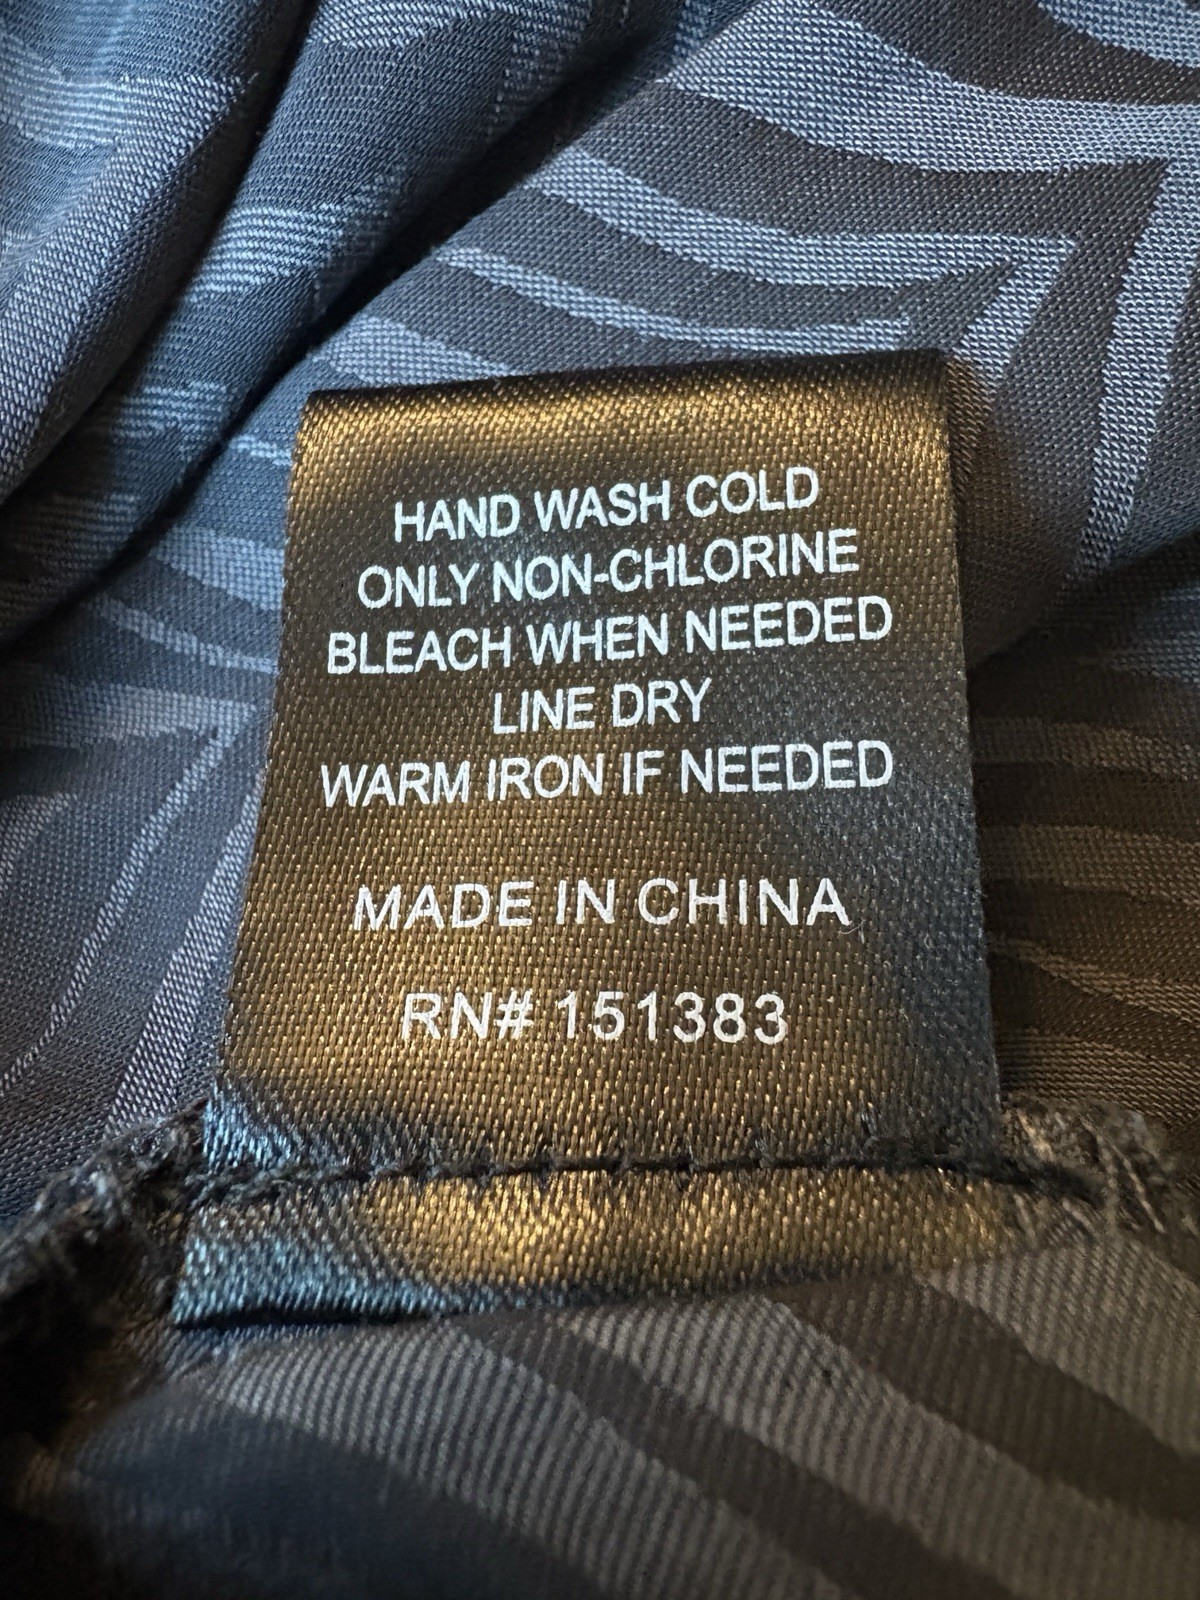 HAND WASH COLD
ONLY NON-CHLORINE
BLEACH WHEN NEEDED
LINE DRY
WARM IRON IF NEEDED
MADE IN CHINA
RN# 151383